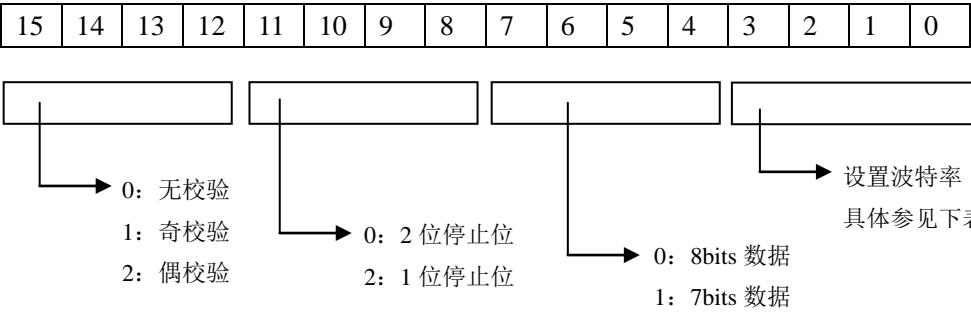 15 14 13 12 11 10 9 8 7 6 5 4 3 2 1 0
0：无校验
1：奇校验
2：偶校验
0：2 位停止位
2：1 位停止位
0：8bits 数据
1：7bits 数据
设置波特率
具体参见下表